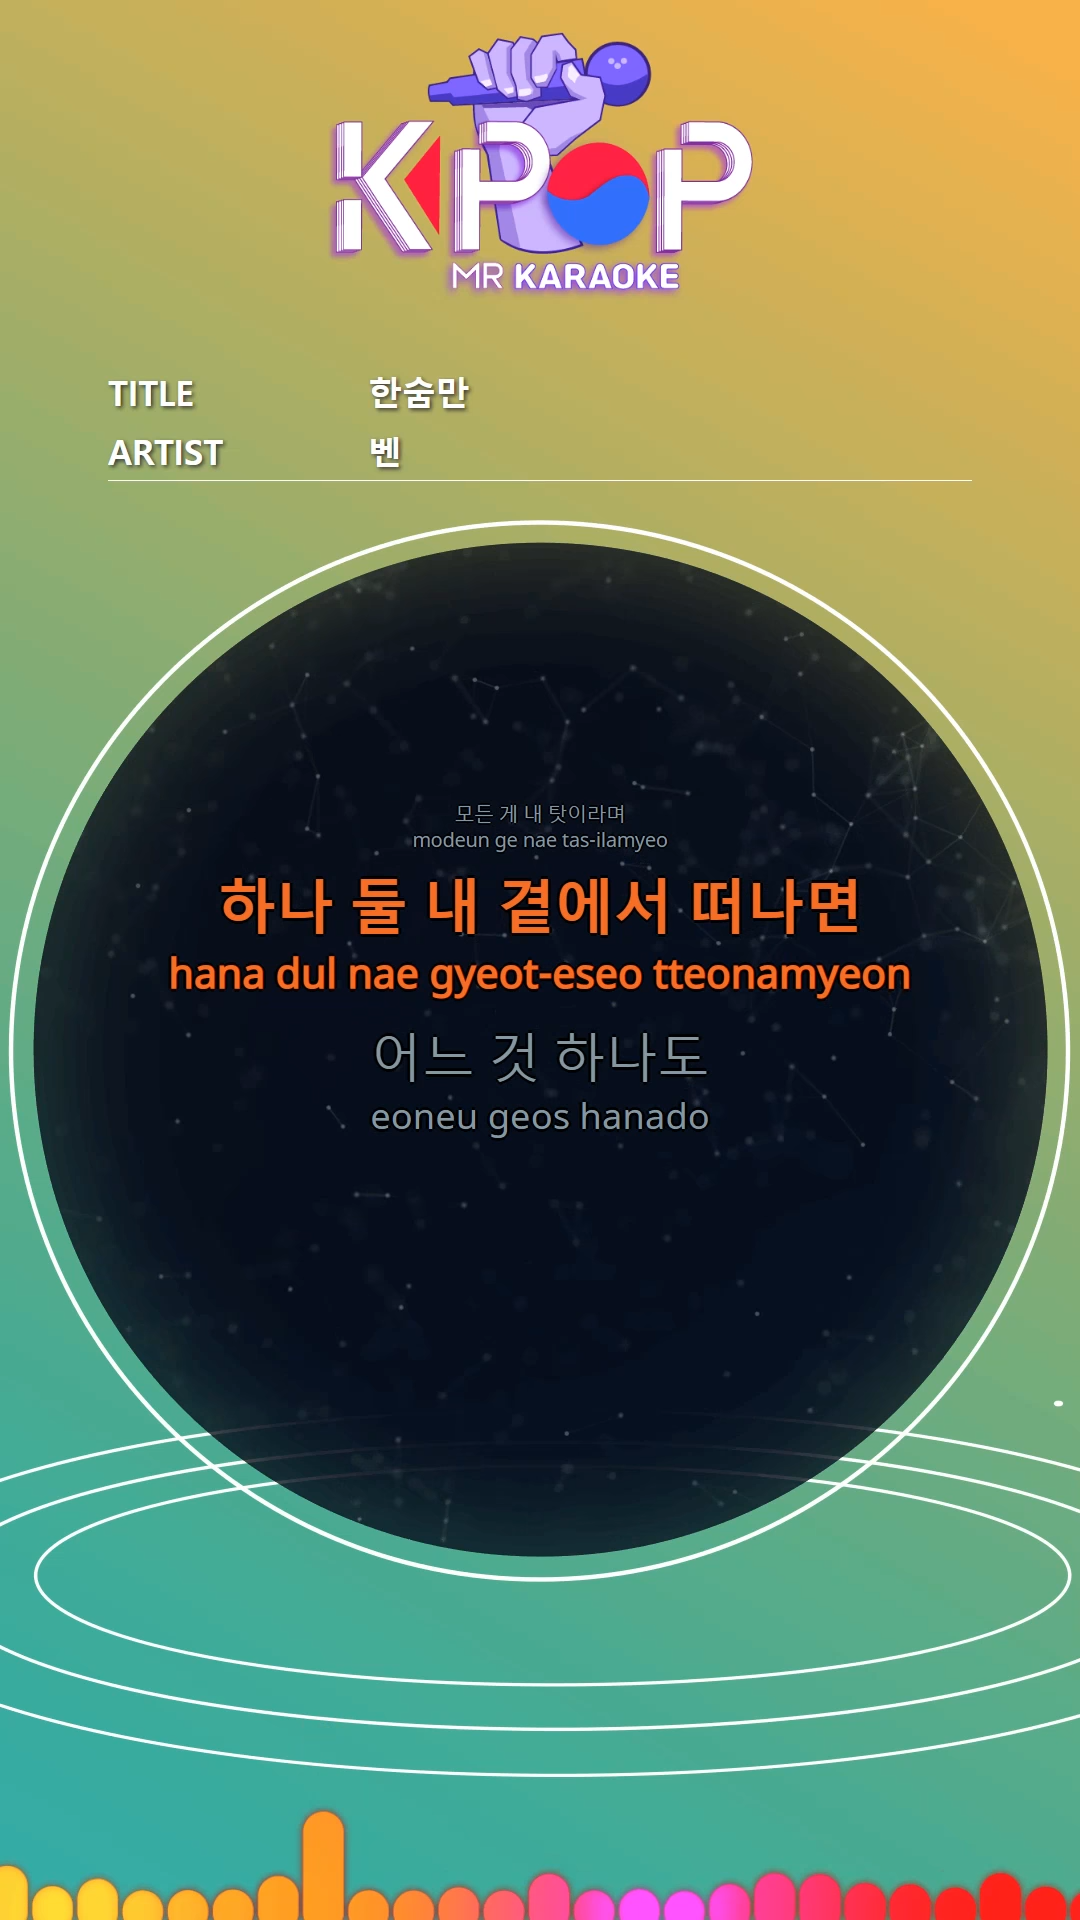 KPOP
MR KARAOKE
TITLE 한숨만
ARTIST 벤
모든 게 내 탓이라며
modeun ge nae tas-ilamyeo
하나 둘 내 곁에서 떠나면
hana dul nae gyeot-eseo tteonamyeon
어느 것 하나도
eoneu geos hanado